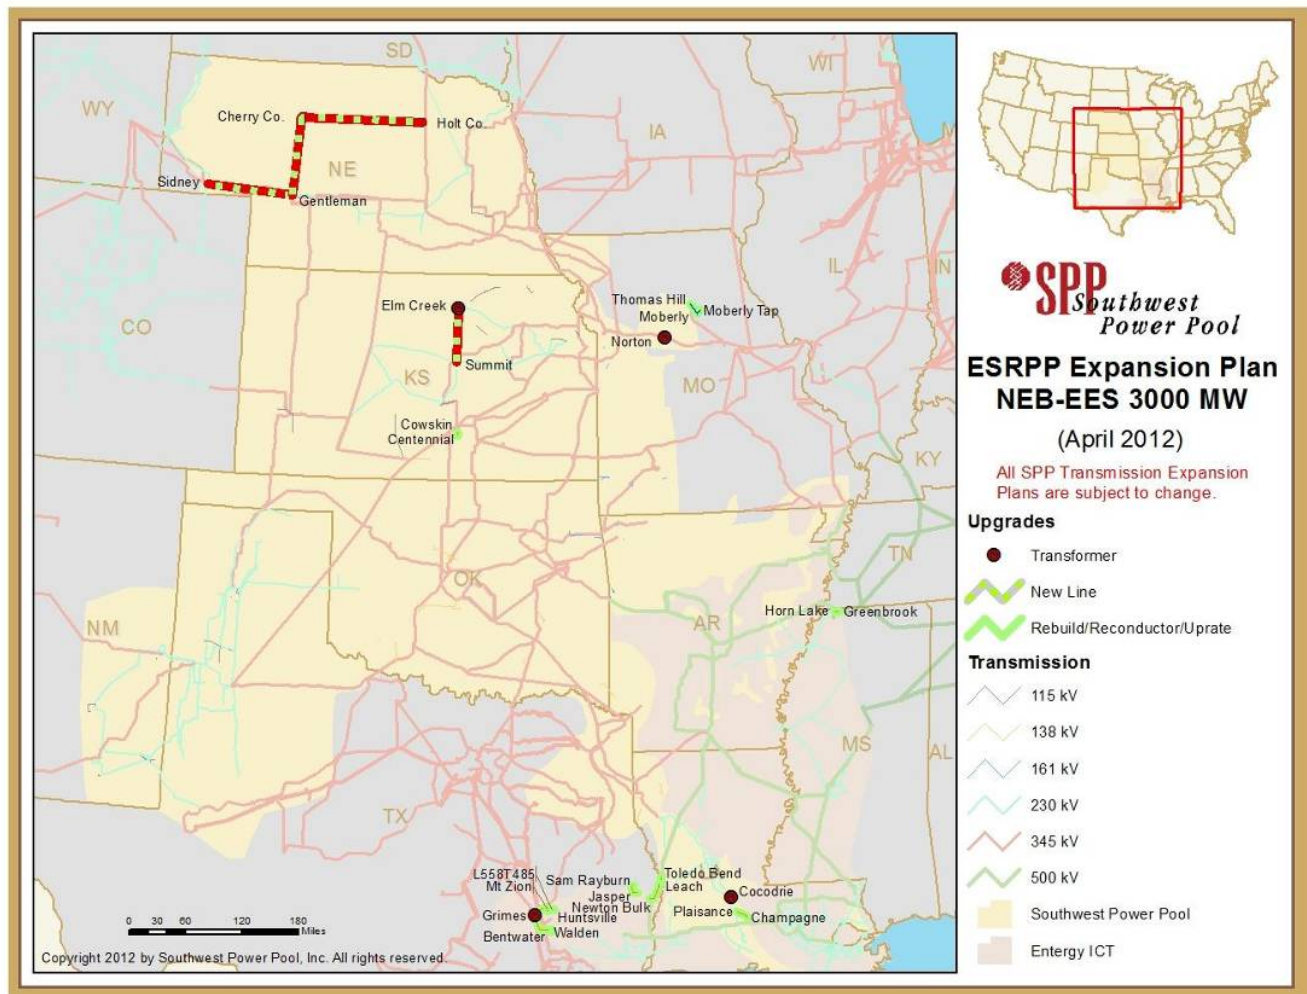 SD
WY
Cherry Co.
Holt Co.
NE
Sidney
Gentleman
IA
WI
M
IL
IN
CO
Elm Creek
Summit
KS
Cowskin
Centennial
Thomas Hill
Moberly
Moberly Tap
Norton
MO
KY
TN
OK
NM
AR
Horn Lake
Greenbrook
MS
AL
TX
L558T485
Mt Zion
Sam Rayburn
Jasper
Newton Bulk
Toledo Bend
Leach
Cocodrie
Plaisance
Champagne
Grimes
Huntsville
Bentwater
Walden
0 30 60 120 180
Miles
Copyright 2012 by Southwest Power Pool, Inc. All rights reserved.
SPP
Southwest
Power Pool
ESRPP Expansion Plan
NEB-EES 3000 MW
(April 2012)
All SPP Transmission Expansion
Plans are subject to change.
Upgrades
Transformer
New Line
Rebuild/Reconductor/Uprate
Transmission
115 kV
138 kV
161 kV
230 kV
345 kV
500 kV
Southwest Power Pool
Entergy ICT